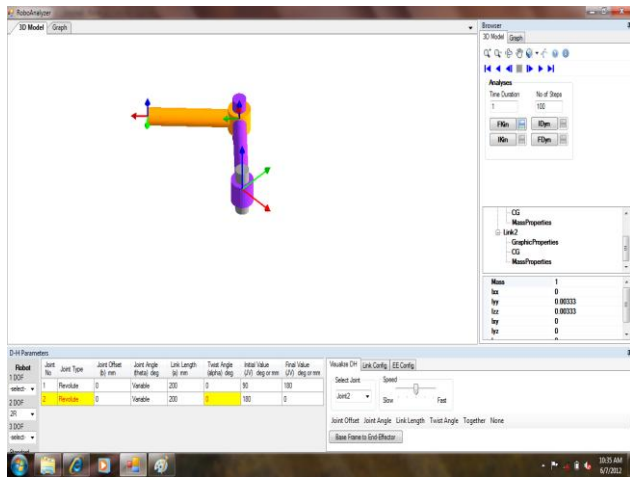 RoboAnalyzer
3D Model Graph
Browser
3D Model Graph
Analyses
Time Duration No of Steps
1 100
FKin IDyn
IKin FDyn
CG
MassProperties
Link2
GraphicProperties
CG
MassProperties
Mass 1
Ixx 0
Iyy 0.00333
Izz 0.00333
Ixy 0
Iyz 0
D-H Parameters
Robot
1 DOF
-select-
2 DOF
2R
3 DOF
-select-
Joint No Joint Type Joint Offset (b) mm Joint Angle (theta) deg Link Length (a) mm Twist Angle (alpha) deg Initial Value (JV) deg or mm Final Value (JV) deg or mm
1 Revolute 0 Variable 200 0 90 180
2 Revolute 0 Variable 200 0 180 0
Visualize DH Link Config EE Config
Select Joint Speed
Joint2 Slow Fast
Joint Offset Joint Angle Link Length Twist Angle Together None
Base Frame to End-Effector
10:35 AM
6/7/2012